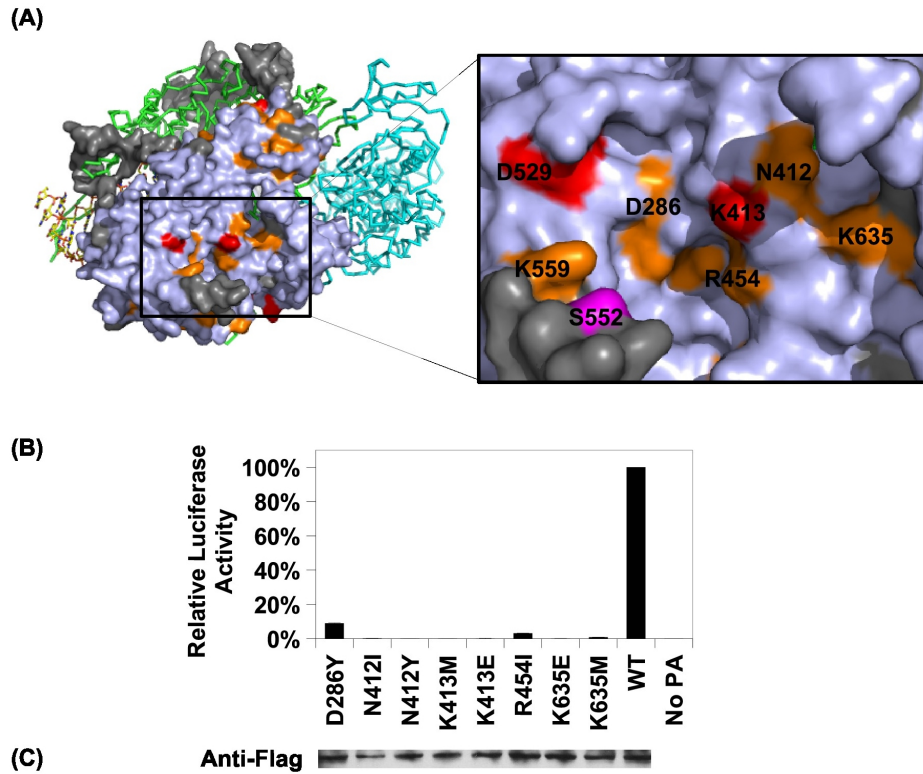 (A)
D529
N412
D286
K413
K635
K559
R454
S552
(B)
Relative Luciferase
Activity
100%
80%
60%
40%
20%
0%
D286Y
N412I
N412Y
K413M
K413E
R454I
K635E
K635M
WT
No PA
(C)
Anti-Flag